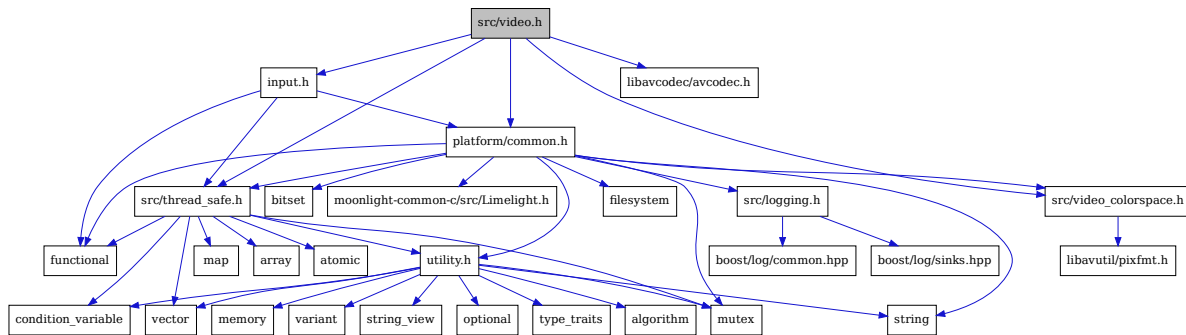 src/video.h
input.h
libavcodec/avcodec.h
platform/common.h
src/thread_safe.h
bitset
moonlight-common-c/src/Limelight.h
filesystem
src/logging.h
src/video_colorspace.h
functional
map
array
atomic
utility.h
boost/log/common.hpp
boost/log/sinks.hpp
libavutil/pixfmt.h
condition_variable
vector
memory
variant
string_view
optional
type_traits
algorithm
mutex
string